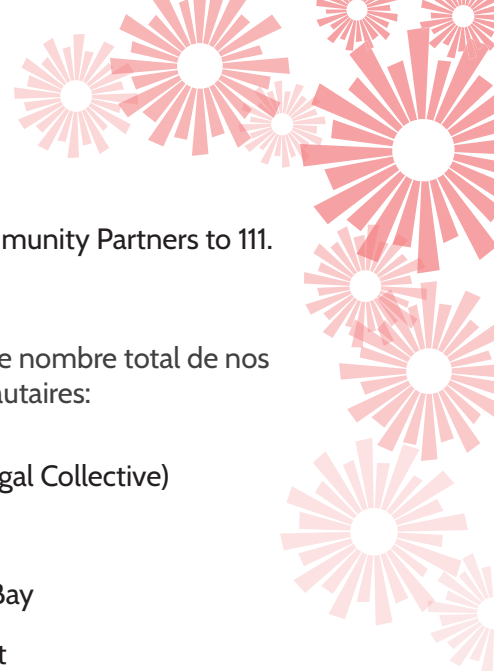 munity Partners to 111.
e nombre total de nos
autaires:
gal Collective)
Bay
t